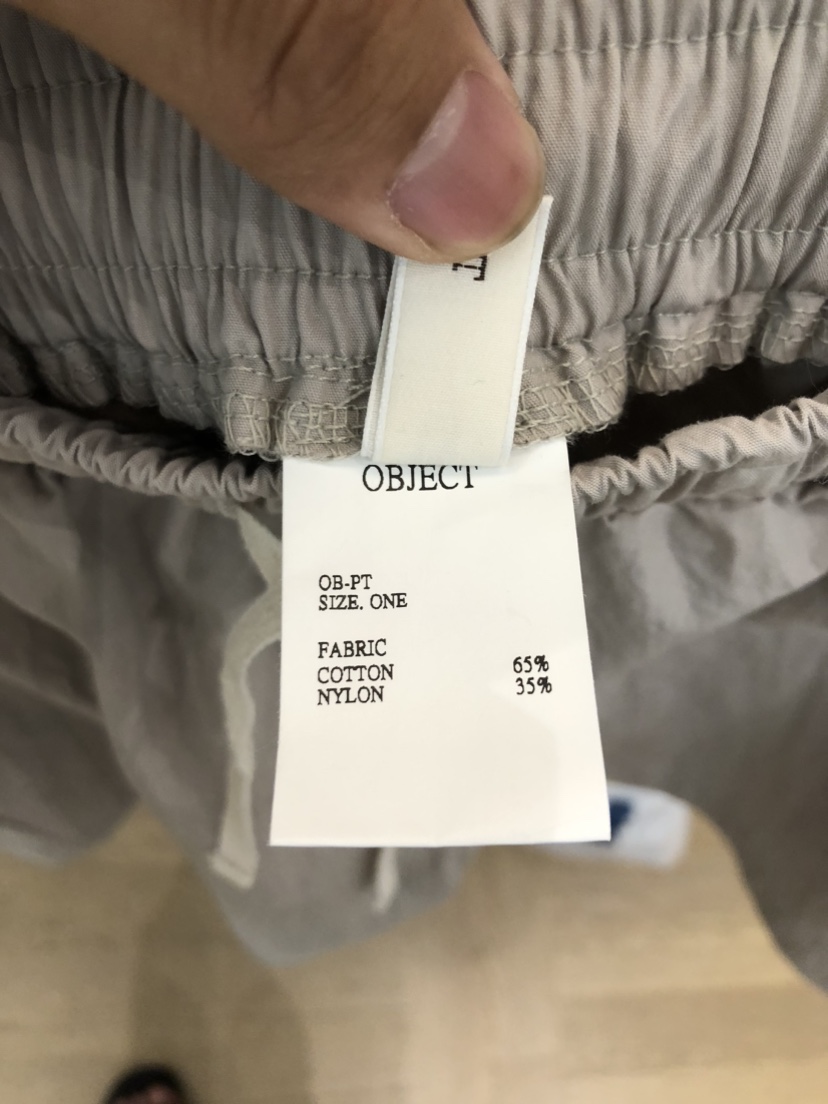 OBJECT
OB-PT
SIZE. ONE
FABRIC
COTTON 65%
NYLON 35%